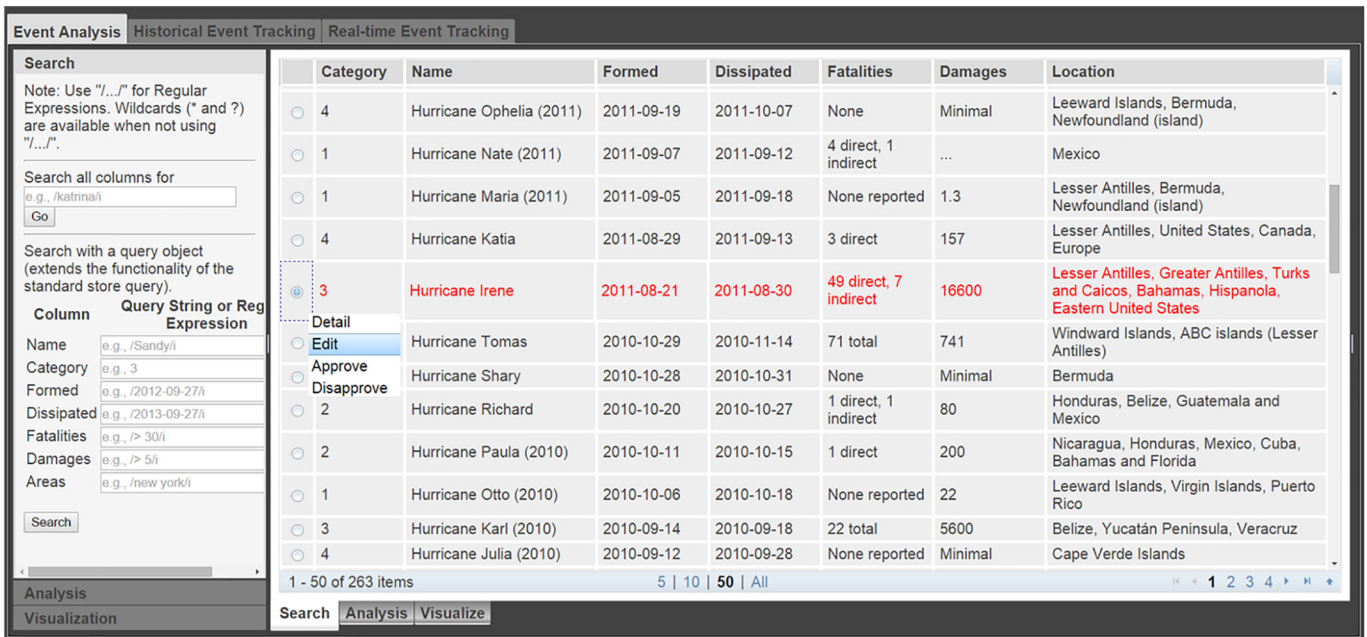 Event Analysis Historical Event Tracking Real-time Event Tracking
Search
Note: Use "/.../" for Regular
Expressions. Wildcards (* and ?)
are available when not using
"/.../".
Search all columns for
e.g., /katrina/i
Go
Search with a query object
(extends the functionality of the
standard store query).
Column Query String or Reg
Expression
Name e.g., /Sandy/i
Category e.g., 3
Formed e.g., /2012-09-27/i
Dissipated e.g., /2013-09-27/i
Fatalities e.g., /> 30/i
Damages e.g., /> 5/i
Areas e.g., /new york/i
Search
Analysis
Visualization
Category Name Formed Dissipated Fatalities Damages Location
4 Hurricane Ophelia (2011) 2011-09-19 2011-10-07 None Minimal Leeward Islands, Bermuda,
Newfoundland (island)
1 Hurricane Nate (2011) 2011-09-07 2011-09-12 4 direct, 1
indirect ... Mexico
1 Hurricane Maria (2011) 2011-09-05 2011-09-18 None reported 1.3 Lesser Antilles, Bermuda,
Newfoundland (island)
4 Hurricane Katia 2011-08-29 2011-09-13 3 direct 157 Lesser Antilles, United States, Canada,
Europe
3 Hurricane Irene 2011-08-21 2011-08-30 49 direct, 7
indirect 16600 Lesser Antilles, Greater Antilles, Turks
and Caicos, Bahamas, Hispanola,
Eastern United States
Detail
Edit
Approve
Disapprove
Hurricane Tomas 2010-10-29 2010-11-14 71 total 741 Windward Islands, ABC islands (Lesser
Antilles)
Hurricane Shary 2010-10-28 2010-10-31 None Minimal Bermuda
2 Hurricane Richard 2010-10-20 2010-10-27 1 direct, 1
indirect 80 Honduras, Belize, Guatemala and
Mexico
2 Hurricane Paula (2010) 2010-10-11 2010-10-15 1 direct 200 Nicaragua, Honduras, Mexico, Cuba,
Bahamas and Florida
1 Hurricane Otto (2010) 2010-10-06 2010-10-18 None reported 22 Leeward Islands, Virgin Islands, Puerto
Rico
3 Hurricane Karl (2010) 2010-09-14 2010-09-18 22 total 5600 Belize, Yucatán Peninsula, Veracruz
4 Hurricane Julia (2010) 2010-09-12 2010-09-28 None reported Minimal Cape Verde Islands
1 - 50 of 263 items 5 | 10 | 50 | All 1 2 3 4
Search Analysis Visualize